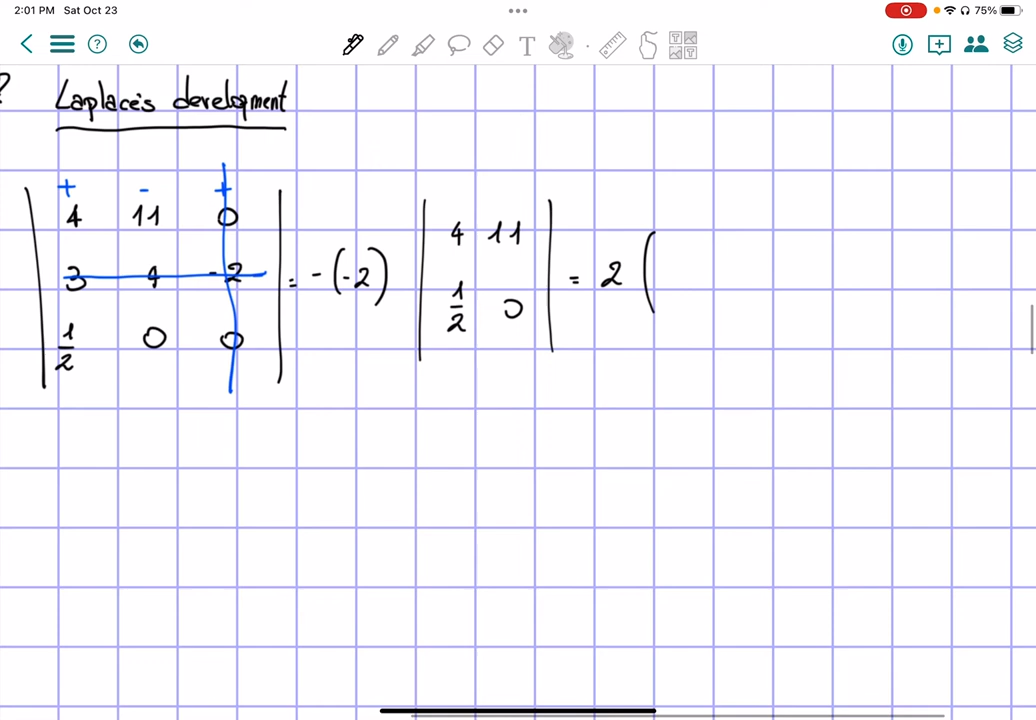 2:01 PM Sat Oct 23
75%
? Laplace's development
+ - +
4 11 0
3 4 -2
1/2 0 0
= -(-2)
4 11
1/2 0
= 2 (